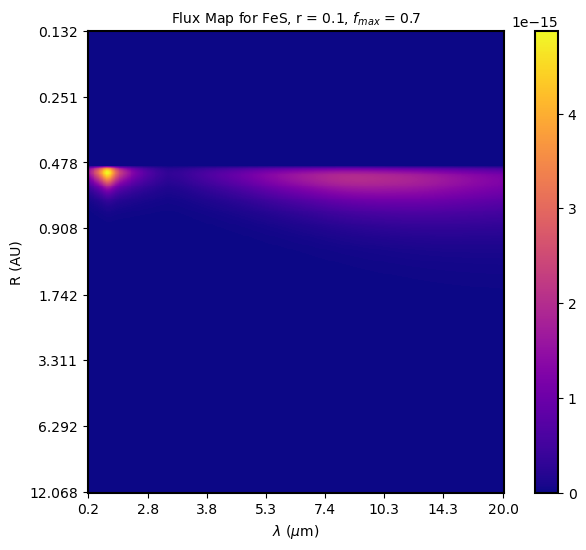 Flux Map for FeS, r = 0.1, $f_{max}$ = 0.7
1e−15
0.132
0.251
0.478
0.908
1.742
3.311
6.292
12.068
R (AU)
0.2 2.8 3.8 5.3 7.4 10.3 14.3 20.0
λ (μm)
4
3
2
1
0